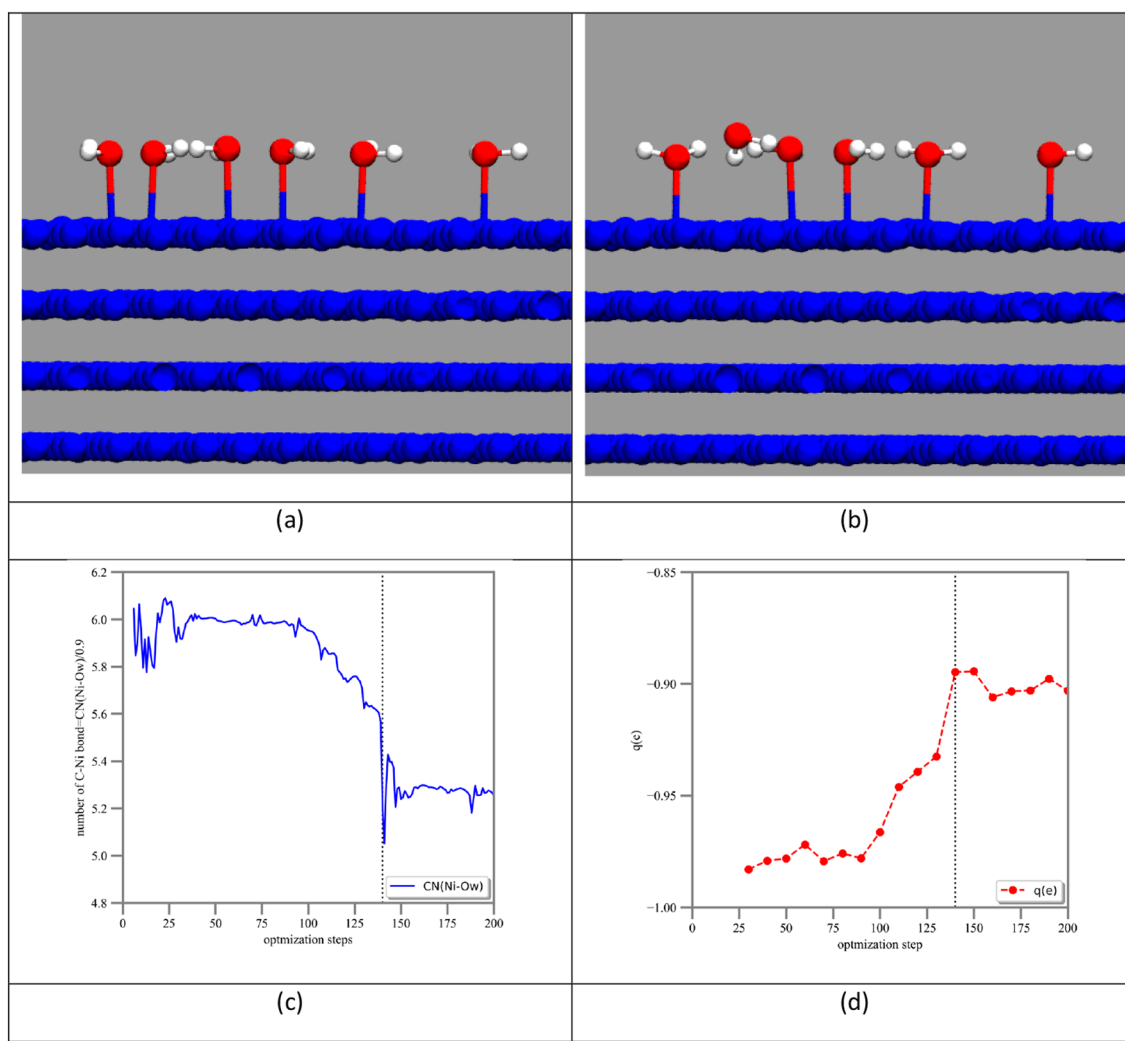 (a)
(b)
6.2
6.0
5.8
5.6
5.4
5.2
5.0
4.8
number of C-Ni bond=CN(Ni-Ow)/0.9
CN(Ni-Ow)
0 25 50 75 100 125 150 175 200
optmization steps
−0.85
−0.90
−0.95
−1.00
q(e)
q(e)
0 25 50 75 100 125 150 175 200
optmization step
(c)
(d)